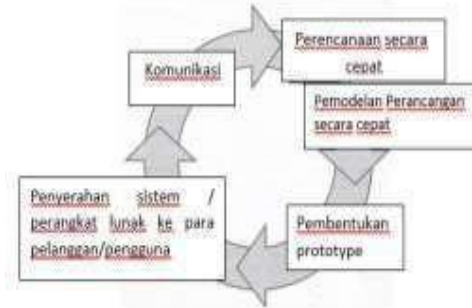 Komunikasi
Perencanaan secara
cepat
Pemodelan Perancangan
secara cepat
Pembentukan
prototype
Penyerahan sistem /
perangkat lunak ke para
pelanggan/pengguna